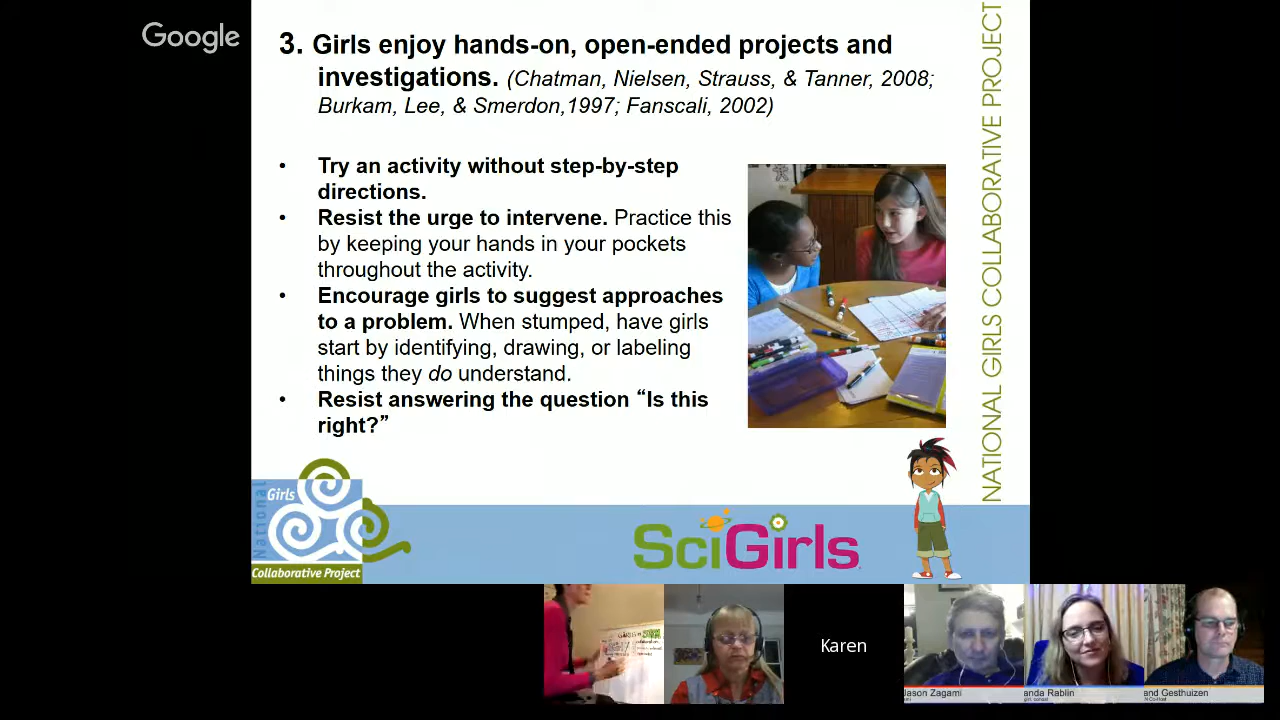 Google
3. Girls enjoy hands-on, open-ended projects and
investigations. (Chatman, Nielsen, Strauss, & Tanner, 2008;
Burkam, Lee, & Smerdon,1997; Fanscali, 2002)
• Try an activity without step-by-step
directions.
• Resist the urge to intervene. Practice this
by keeping your hands in your pockets
throughout the activity.
• Encourage girls to suggest approaches
to a problem. When stumped, have girls
start by identifying, drawing, or labeling
things they do understand.
• Resist answering the question “Is this
right?”
NATIONAL GIRLS COLLABORATIVE PROJECT
National
Girls
Collaborative Project
SciGirls
Karen
Jason Zagami
anda Rablin
and Gesthuizen